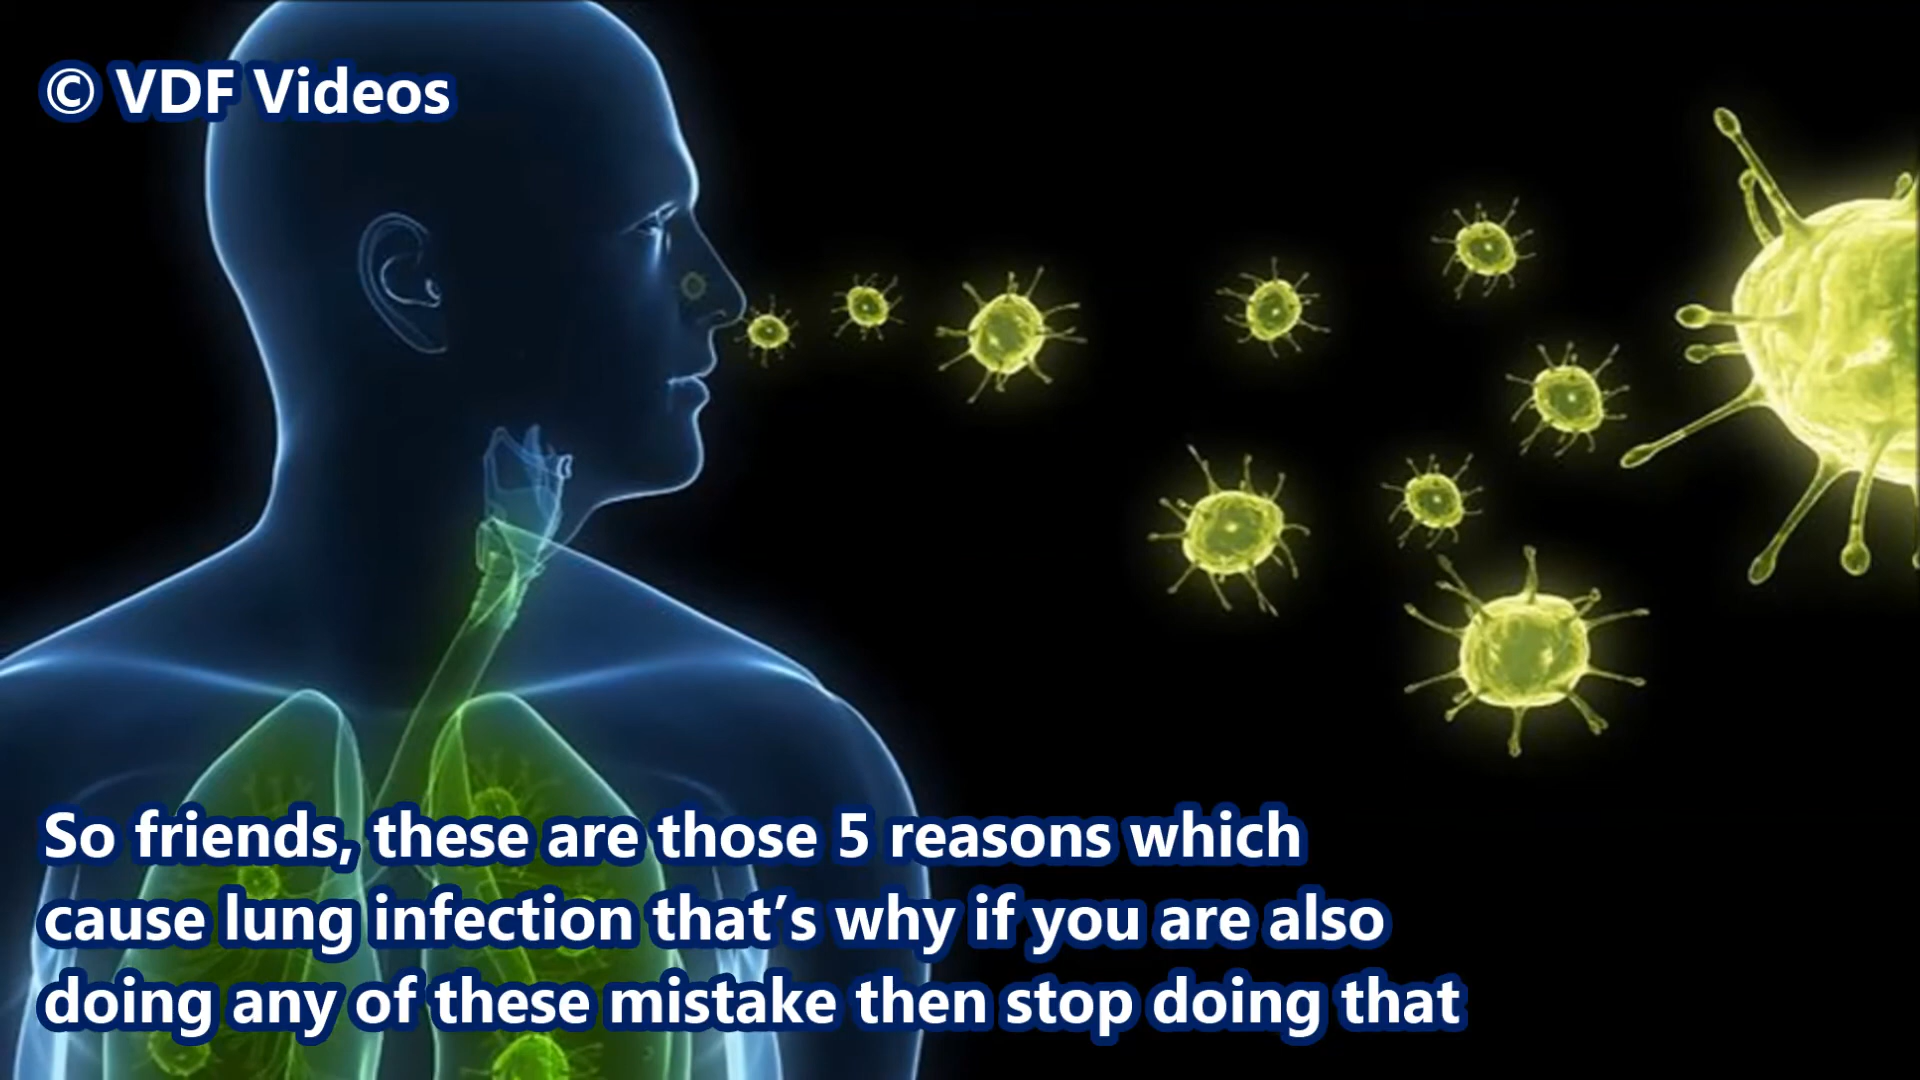 © VDF Videos
So friends, these are those 5 reasons which
cause lung infection that’s why if you are also
doing any of these mistake then stop doing that